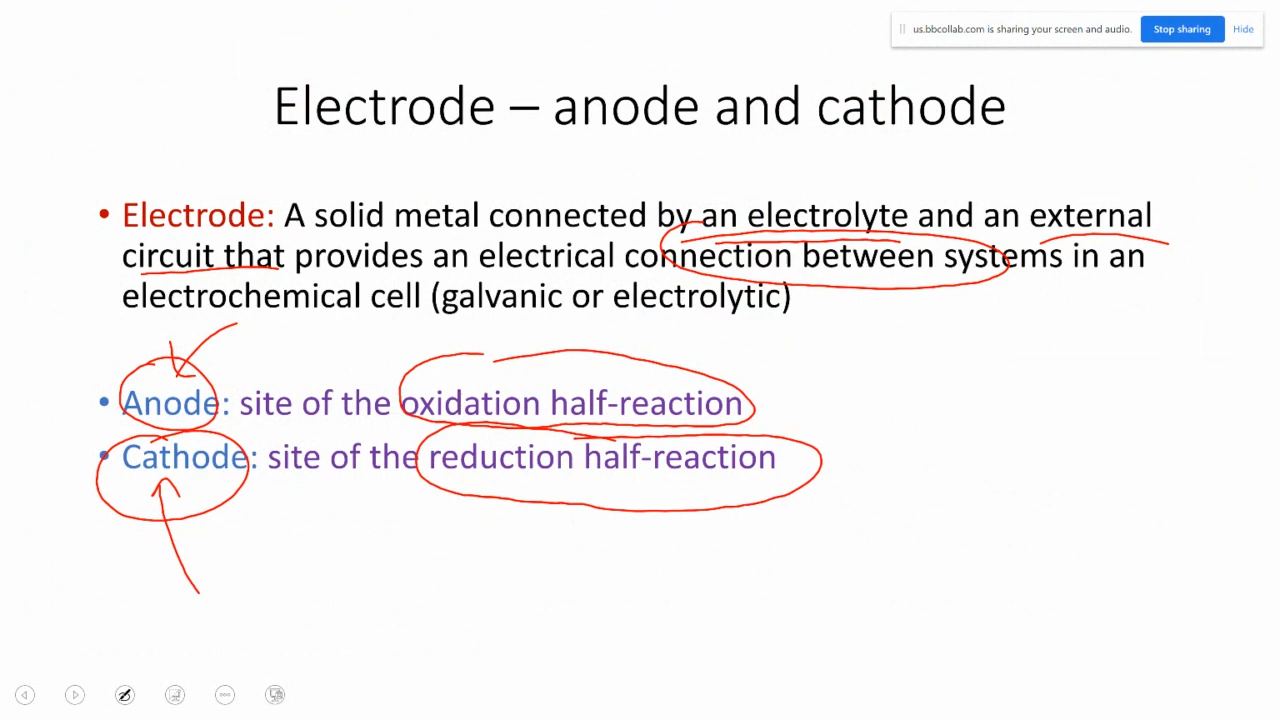 us.bbcollab.com is sharing your screen and audio. Stop sharing Hide
Electrode – anode and cathode
• Electrode: A solid metal connected by an electrolyte and an external
circuit that provides an electrical connection between systems in an
electrochemical cell (galvanic or electrolytic)
• Anode: site of the oxidation half-reaction
• Cathode: site of the reduction half-reaction